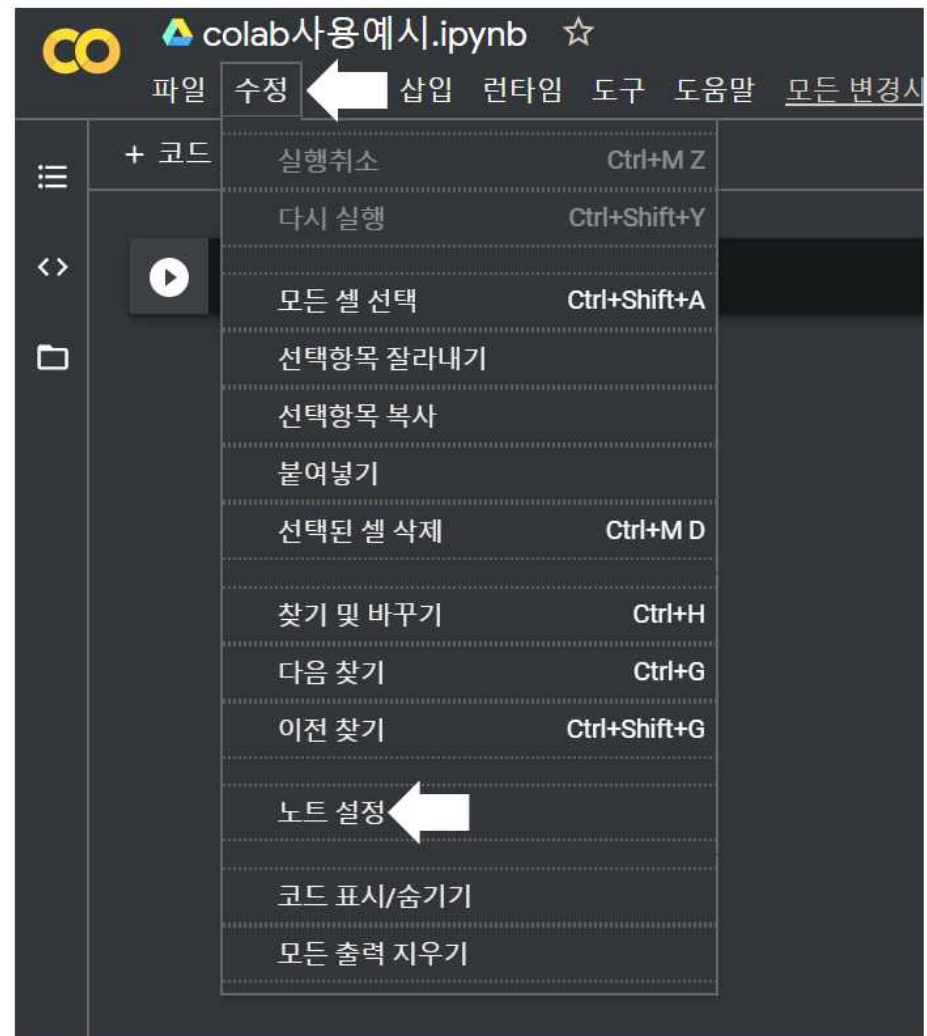 CO colab사용예시.ipynb
파일 수정 삽입 런타임 도구 도움말 모든 변경사
+ 코드
실행취소 Ctrl+M Z
다시 실행 Ctrl+Shift+Y
모든 셀 선택 Ctrl+Shift+A
선택항목 잘라내기
선택항목 복사
붙여넣기
선택된 셀 삭제 Ctrl+M D
찾기 및 바꾸기 Ctrl+H
다음 찾기 Ctrl+G
이전 찾기 Ctrl+Shift+G
노트 설정
코드 표시/숨기기
모든 출력 지우기